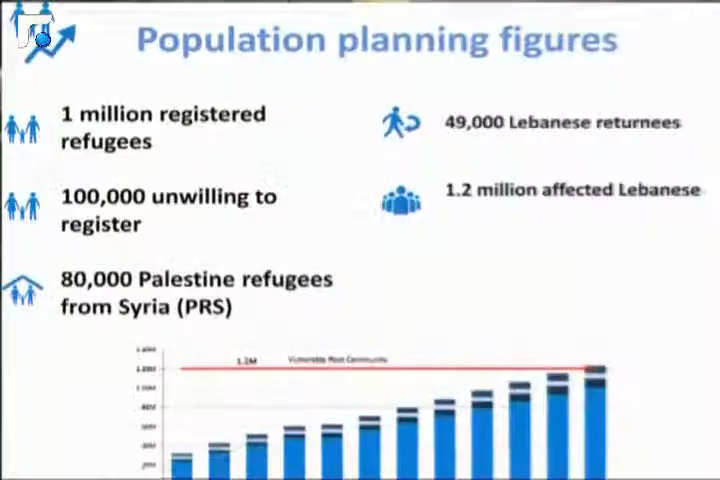 Population planning figures
1 million registered
refugees
49,000 Lebanese returnees
100,000 unwilling to
register
1.2 million affected Lebanese
80,000 Palestine refugees
from Syria (PRS)
1.2M Vulnerable Host Community